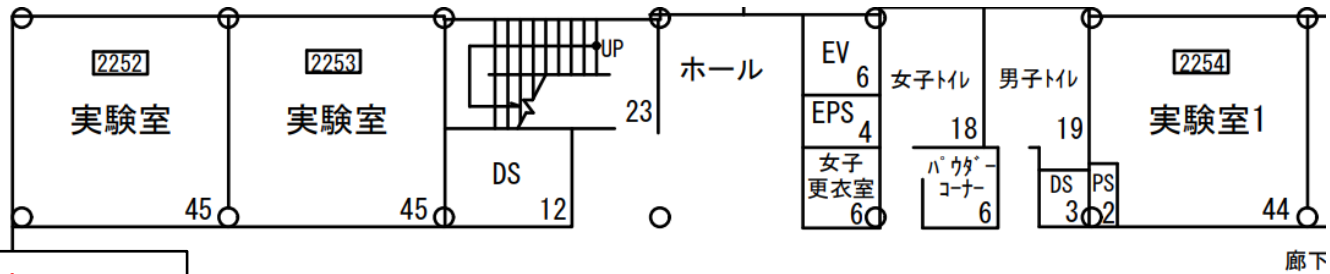 2252
実験室
45
2253
実験室
45
UP
23
DS
12
ホール
EV
6
EPS
4
女子
更衣室
6
女子ﾄｲﾚ
18
ﾊﾟｳﾀﾞｰ
ｺｰﾅｰ
6
男子ﾄｲﾚ
19
DS
3
PS
2
2254
実験室1
44
廊下